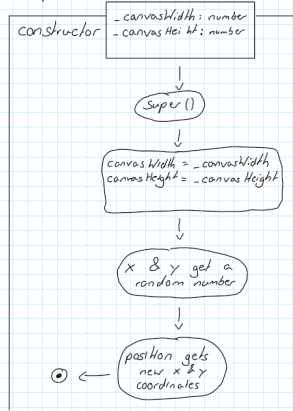 constructor
_canvasWidth: number
_canvasHeight: number
super()
canvasWidth = _canvasWidth
canvasHeight = _canvasHeight
x & y get a
random number
position gets
new x & y
coordinates